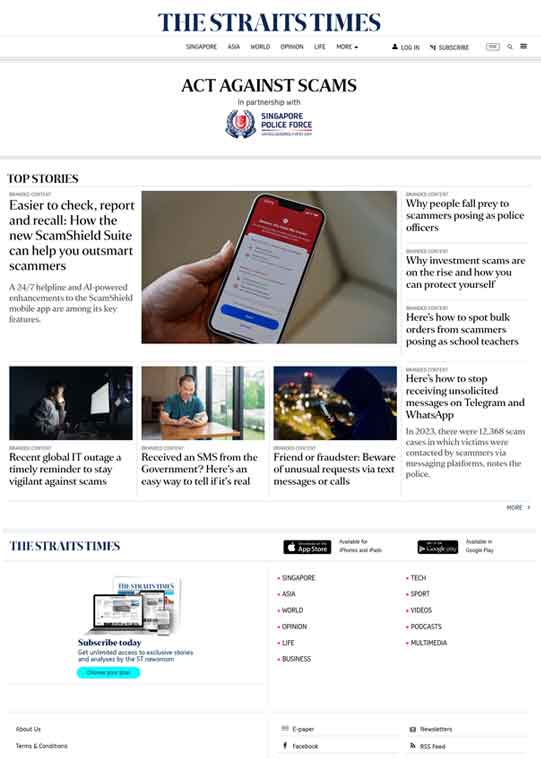 THE STRAITS TIMES
SINGAPORE ASIA WORLD OPINION LIFE MORE
LOG IN SUBSCRIBE
ACT AGAINST SCAMS
In partnership with
SINGAPORE
POLICE FORCE
TOP STORIES
BRANDED CONTENT
Easier to check, report
and recall: How the
new ScamShield Suite
can help you outsmart
scammers
A 24/7 helpline and AI-powered
enhancements to the ScamShield
mobile app are among its key
features.
BRANDED CONTENT
Why people fall prey to
scammers posing as police
officers
BRANDED CONTENT
Why investment scams are
on the rise and how you
can protect yourself
BRANDED CONTENT
Here's how to spot bulk
orders from scammers
posing as school teachers
BRANDED CONTENT
Recent global IT outage a
timely reminder to stay
vigilant against scams
BRANDED CONTENT
Received an SMS from the
Government? Here's an
easy way to tell if it's real
BRANDED CONTENT
Friend or fraudster: Beware
of unusual requests via text
messages or calls
BRANDED CONTENT
Here's how to stop
receiving unsolicited
messages on Telegram and
WhatsApp
In 2023, there were 12,368 scam
cases in which victims were
contacted by scammers via
messaging platforms, notes the
police.
MORE
THE STRAITS TIMES
App Store
Available for
iPhones and iPads
Google play
Available in
Google Play
THE STRAITS TIMES
Subscribe today
Get unlimited access to exclusive stories
and analyses by the ST newsroom
Choose your plan
SINGAPORE
ASIA
WORLD
OPINION
LIFE
BUSINESS
TECH
SPORT
VIDEOS
PODCASTS
MULTIMEDIA
About Us
Terms & Conditions
E-paper
Facebook
Newsletters
RSS Feed